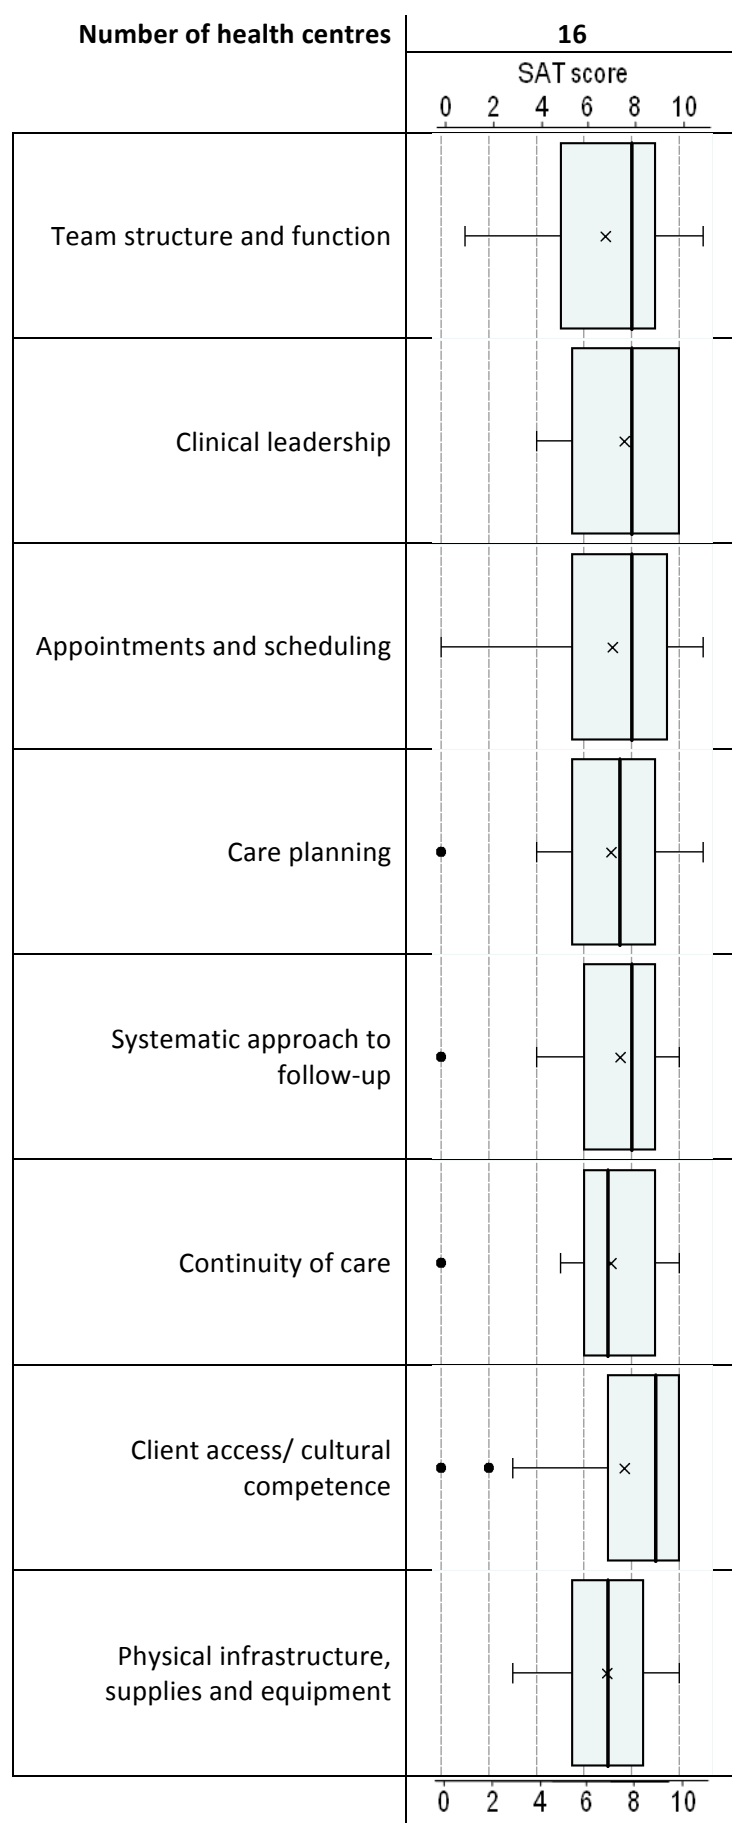 Number of health centres 16
SAT score
0 2 4 6 8 10
Team structure and function
Clinical leadership
Appointments and scheduling
Care planning
Systematic approach to
follow-up
Continuity of care
Client access/ cultural
competence
Physical infrastructure,
supplies and equipment
0 2 4 6 8 10